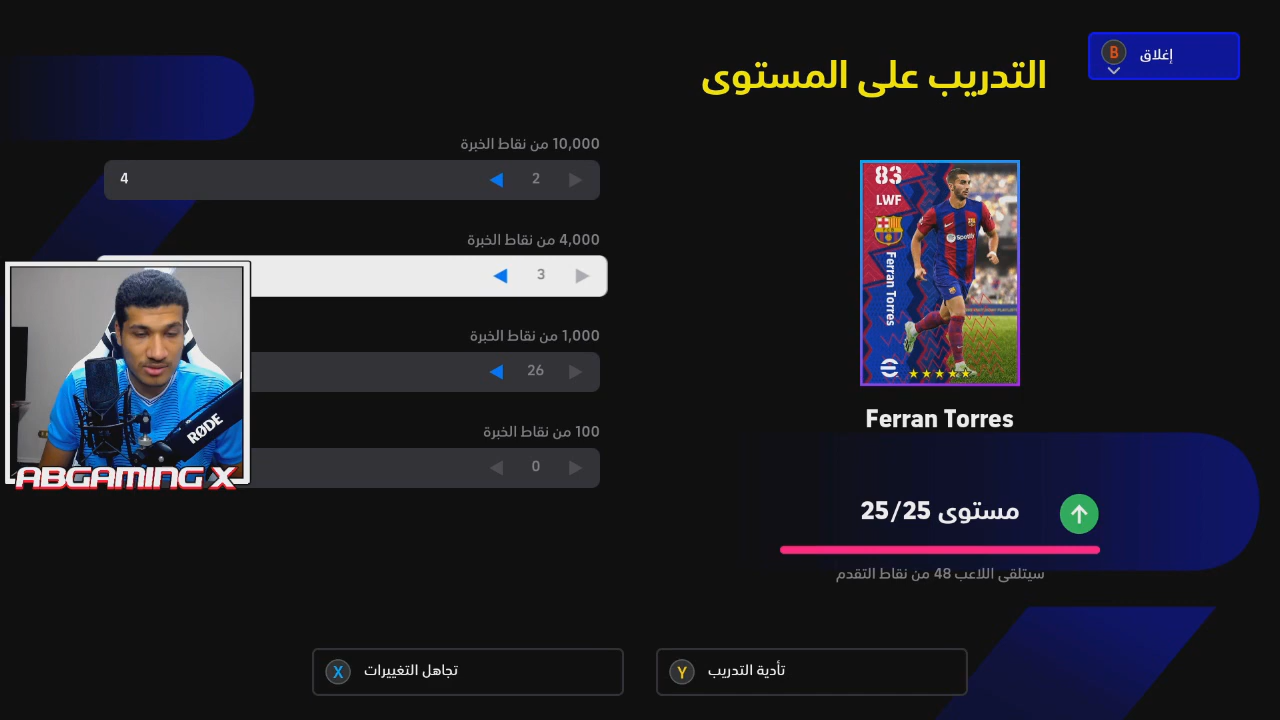 إغلاق B
التدريب على المستوى
10,000 من نقاط الخبرة
2
4
4,000 من نقاط الخبرة
3
1,000 من نقاط الخبرة
26
100 من نقاط الخبرة
0
83
LWF
Spotify
Ferran Torres
Ferran Torres
مستوى 25/25
سيتلقى اللاعب 48 من نقاط التقدم
Y تأدية التدريب
X تجاهل التغييرات
RØDE
ABGAMING X